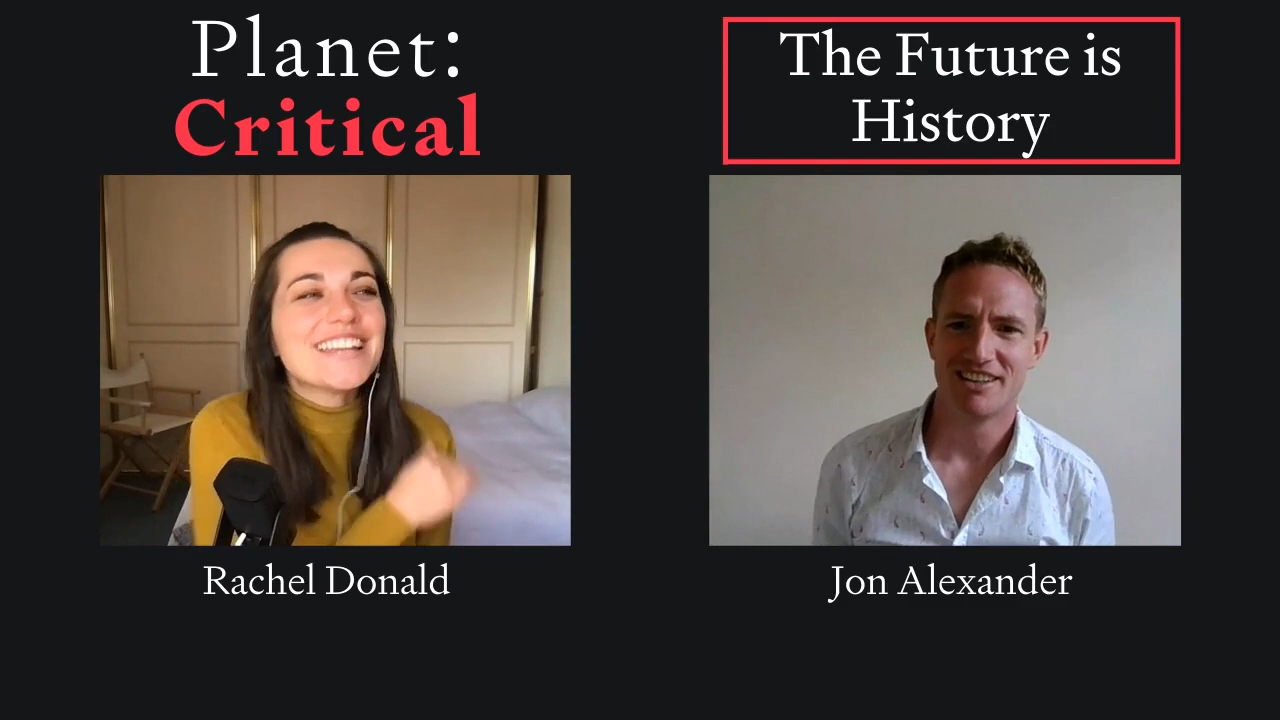 Planet:
Critical
The Future is
History
Rachel Donald
Jon Alexander